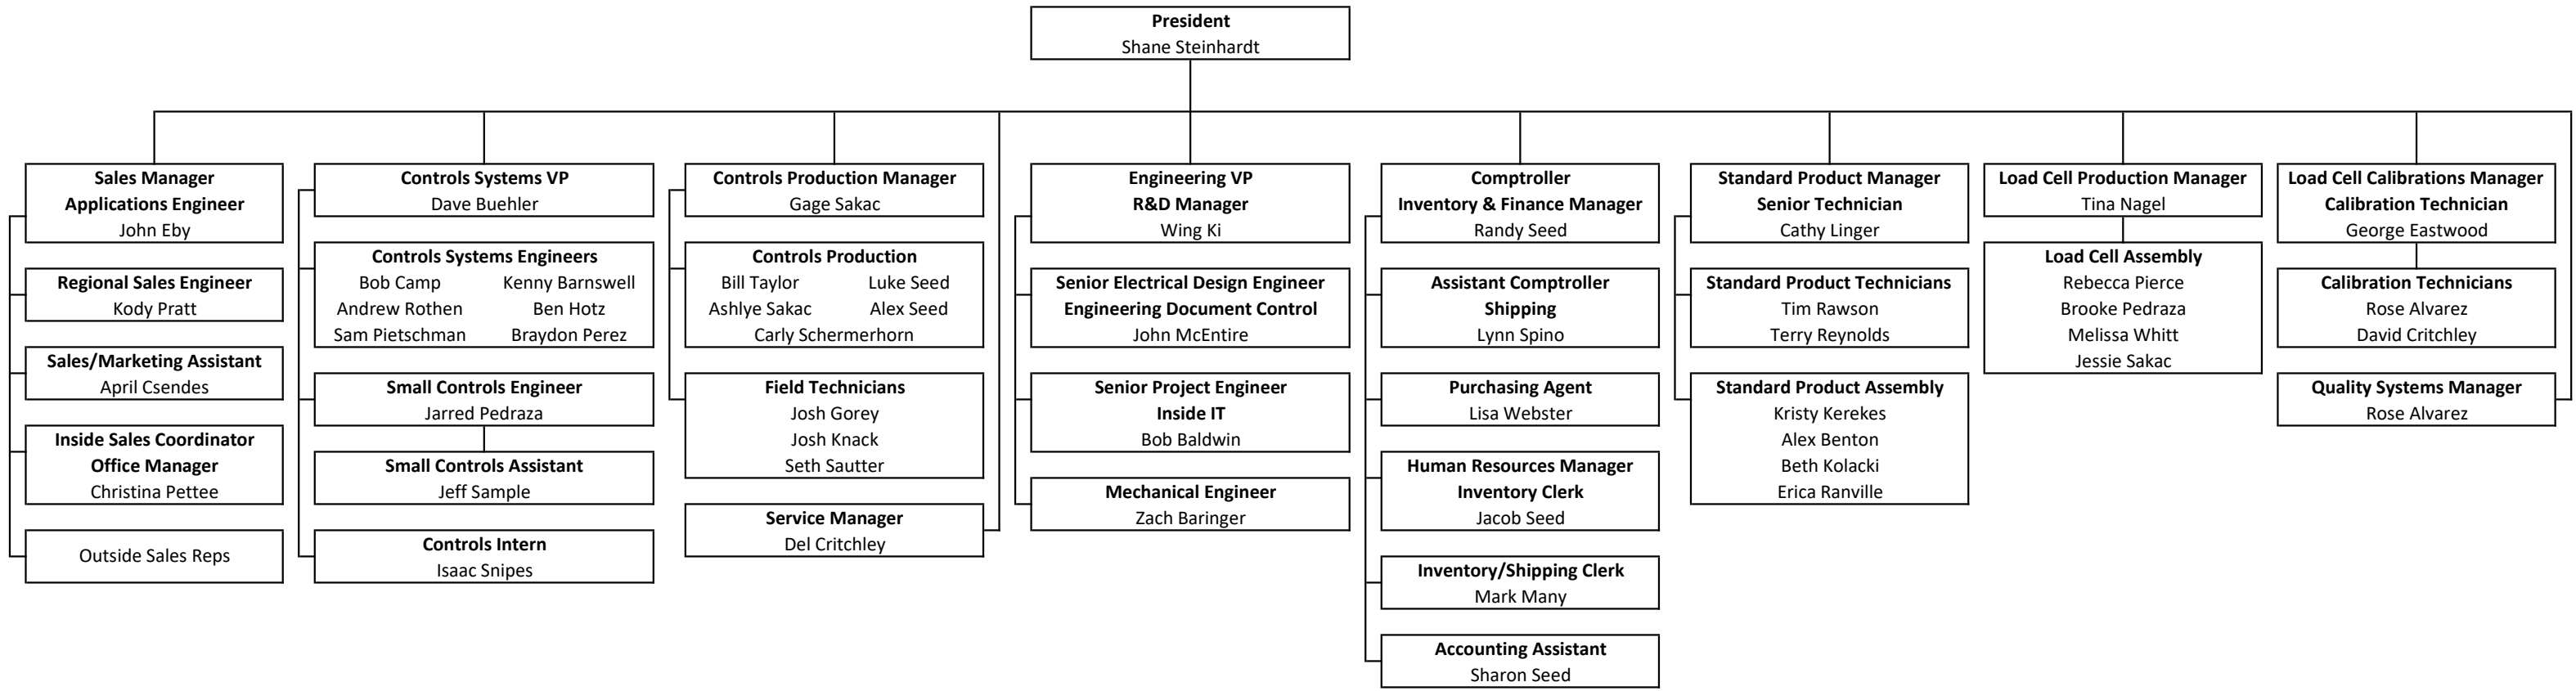 President
Shane Steinhardt
Sales Manager
Applications Engineer
John Eby
Regional Sales Engineer
Kody Pratt
Sales/Marketing Assistant
April Csendes
Inside Sales Coordinator
Office Manager
Christina Pettee
Outside Sales Reps
Controls Systems VP
Dave Buehler
Controls Systems Engineers
Bob Camp Kenny Barnswell
Andrew Rothen Ben Hotz
Sam Pietschman Braydon Perez
Small Controls Engineer
Jarred Pedraza
Small Controls Assistant
Jeff Sample
Controls Intern
Isaac Snipes
Controls Production Manager
Gage Sakac
Controls Production
Bill Taylor Luke Seed
Ashlye Sakac Alex Seed
Carly Schermerhorn
Field Technicians
Josh Gorey
Josh Knack
Seth Sautter
Service Manager
Del Critchley
Engineering VP
R&D Manager
Wing Ki
Senior Electrical Design Engineer
Engineering Document Control
John McEntire
Senior Project Engineer
Inside IT
Bob Baldwin
Mechanical Engineer
Zach Baringer
Comptroller
Inventory & Finance Manager
Randy Seed
Assistant Comptroller
Shipping
Lynn Spino
Purchasing Agent
Lisa Webster
Human Resources Manager
Inventory Clerk
Jacob Seed
Inventory/Shipping Clerk
Mark Many
Accounting Assistant
Sharon Seed
Standard Product Manager
Senior Technician
Cathy Linger
Standard Product Technicians
Tim Rawson
Terry Reynolds
Standard Product Assembly
Kristy Kerekes
Alex Benton
Beth Kolacki
Erica Ranville
Load Cell Production Manager
Tina Nagel
Load Cell Assembly
Rebecca Pierce
Brooke Pedraza
Melissa Whitt
Jessie Sakac
Load Cell Calibrations Manager
Calibration Technician
George Eastwood
Calibration Technicians
Rose Alvarez
David Critchley
Quality Systems Manager
Rose Alvarez